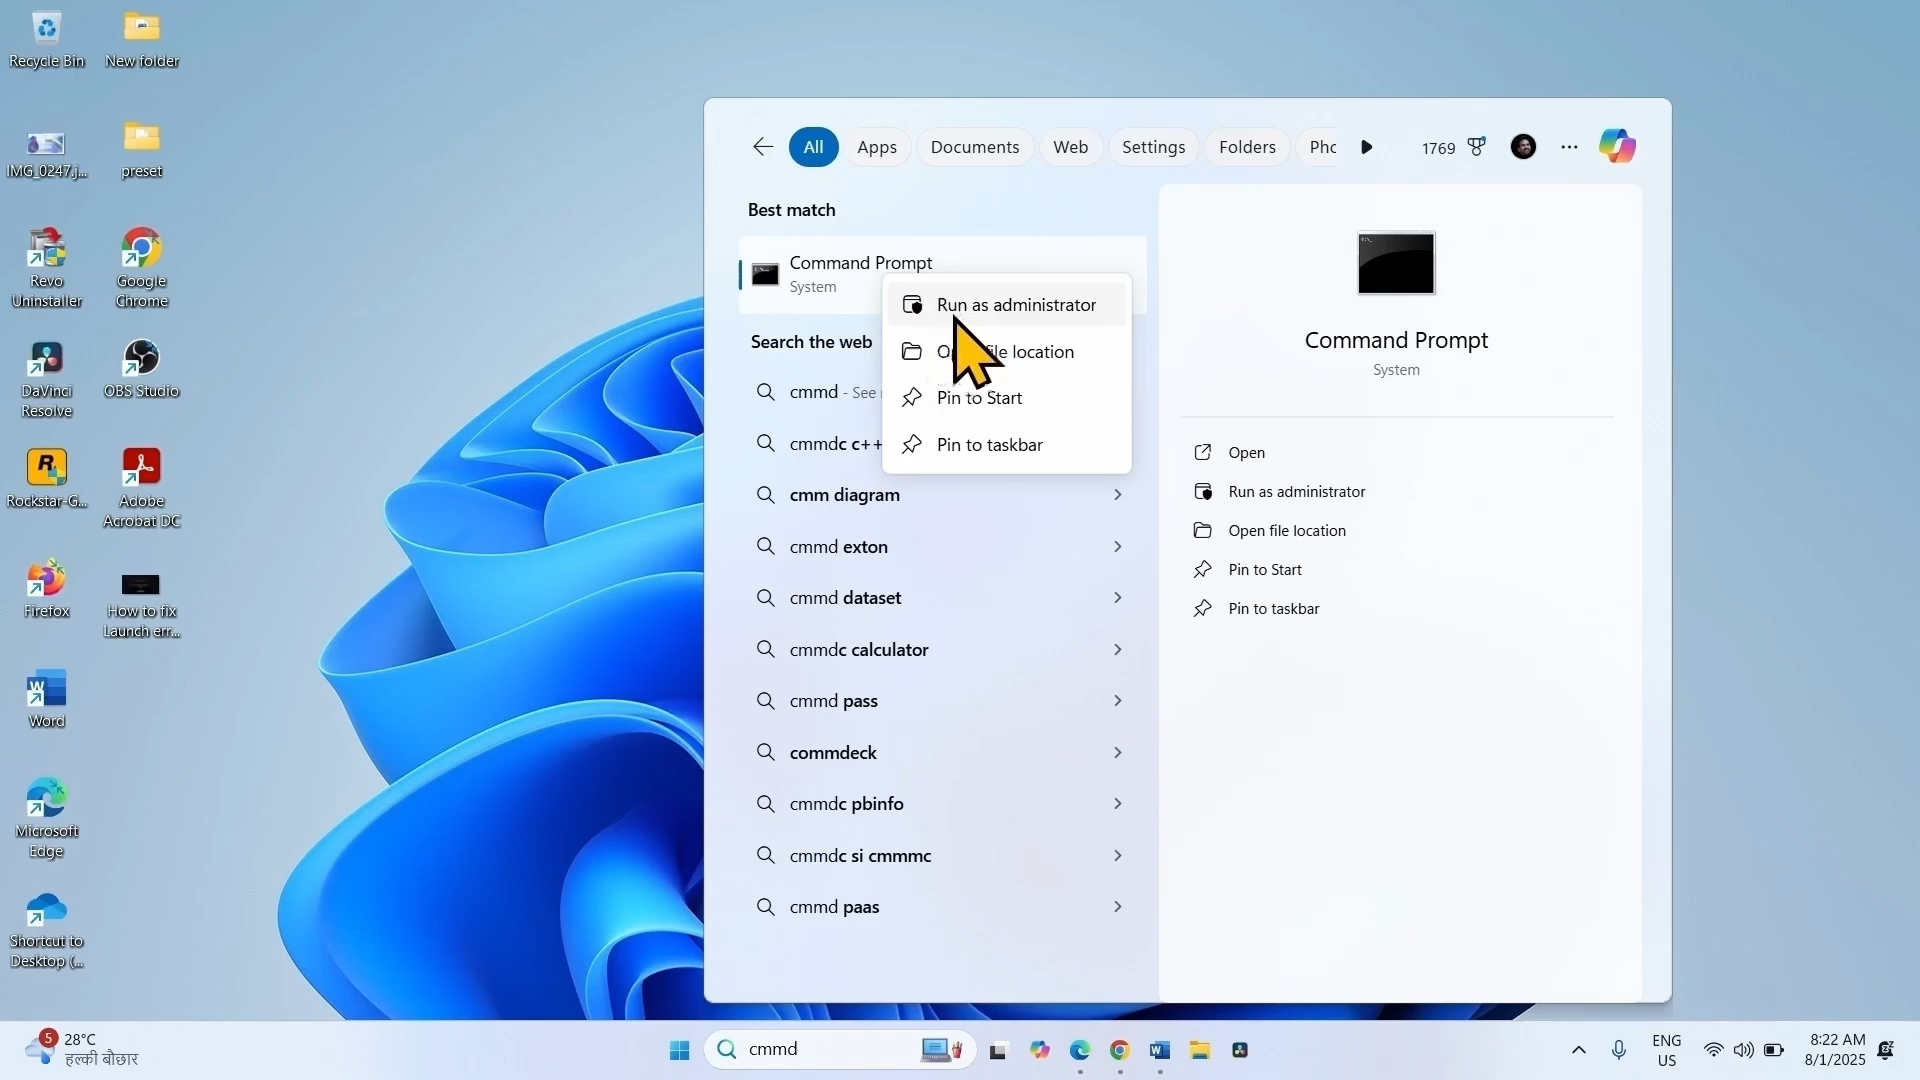 Recycle Bin
New folder
IMG_0247.j...
preset
Revo
Uninstaller
Google
Chrome
DaVinci
Resolve
OBS Studio
Rockstar-G...
Adobe
Acrobat DC
Firefox
How to fix
Launch err...
Word
Microsoft
Edge
Shortcut to
Desktop (...
All
Apps
Documents
Web
Settings
Folders
Phc
1769
Best match
Command Prompt
System
Run as administrator
file location
Pin to Start
Pin to taskbar
Search the web
cmmd - See
cmmdc c++
cmm diagram
cmmd exton
cmmd dataset
cmmdc calculator
cmmd pass
commdeck
cmmdc pbinfo
cmmdc si cmmmc
cmmd paas
Command Prompt
System
Open
Run as administrator
Open file location
Pin to Start
Pin to taskbar
5
28°C
हल्की बौछार
cmmd
ENG
US
8:22 AM
8/1/2025